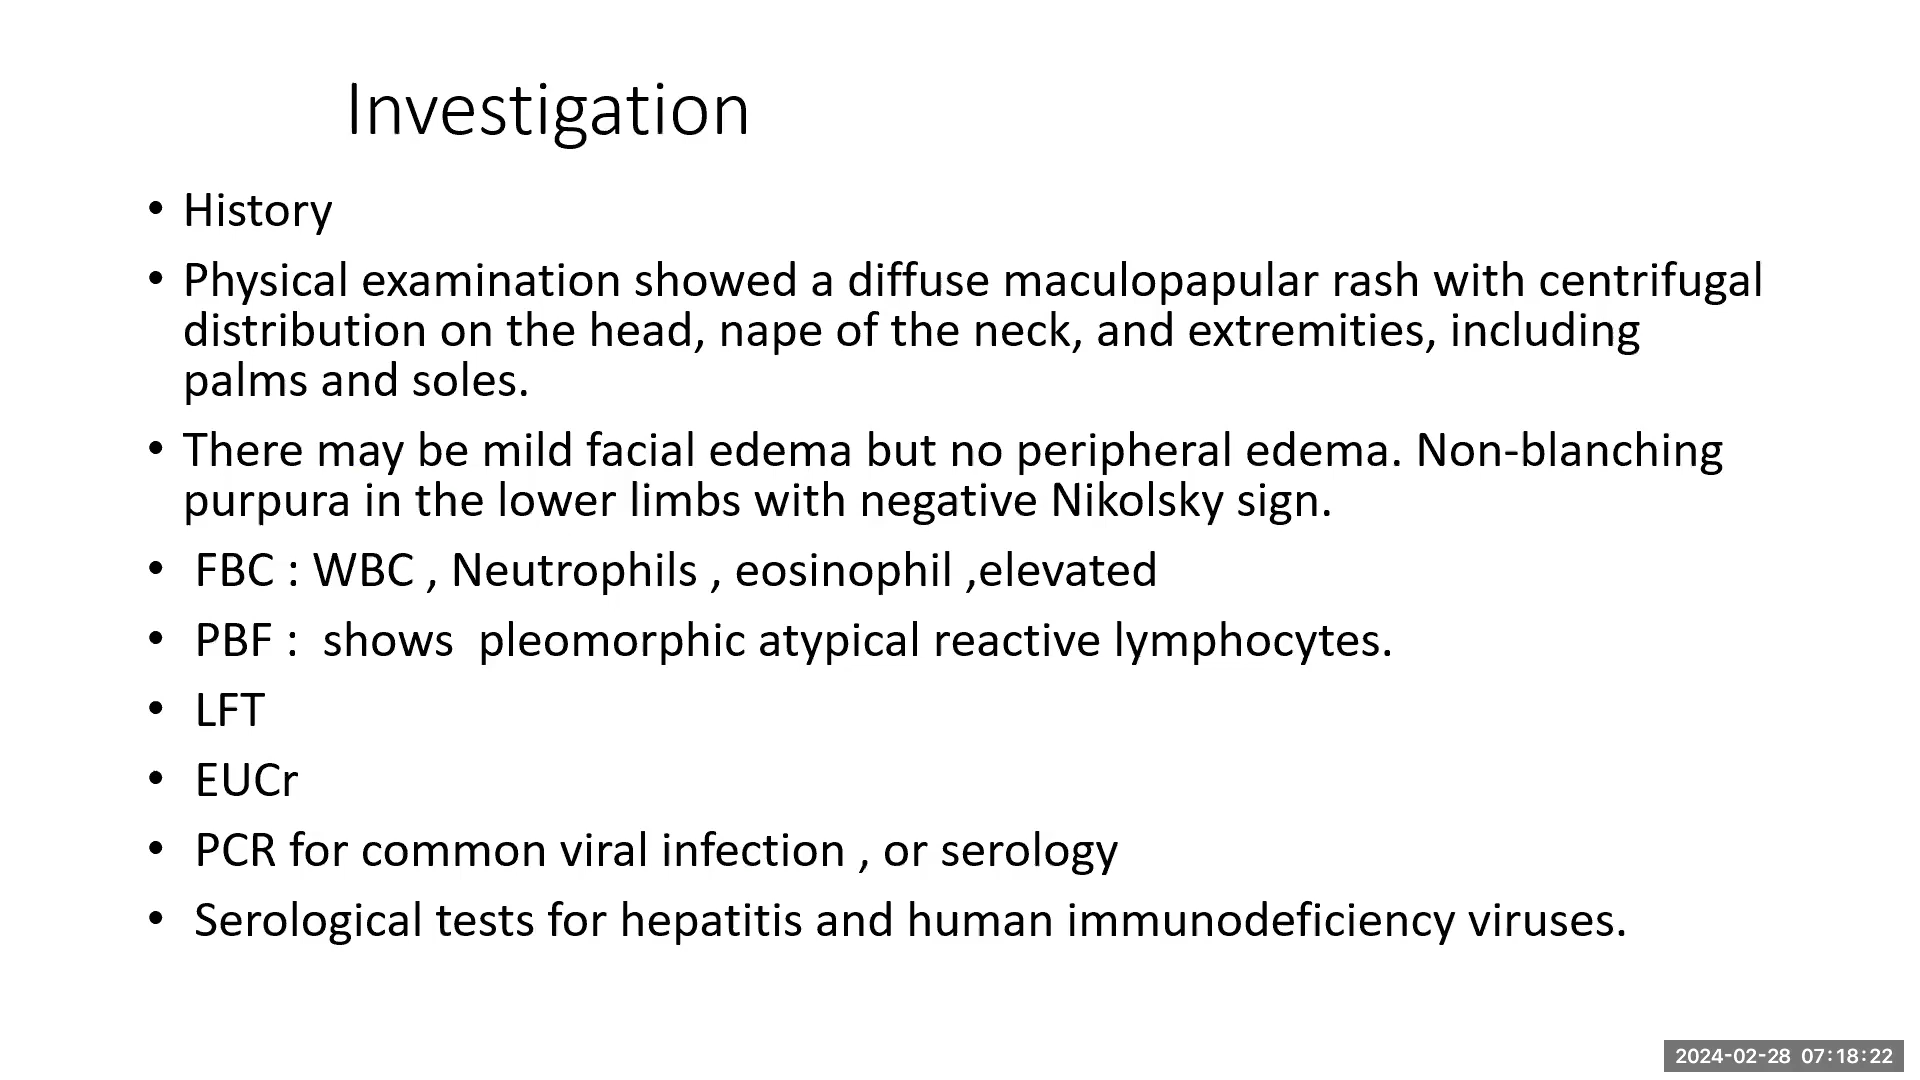 Investigation
• History
• Physical examination showed a diffuse maculopapular rash with centrifugal
distribution on the head, nape of the neck, and extremities, including
palms and soles.
• There may be mild facial edema but no peripheral edema. Non-blanching
purpura in the lower limbs with negative Nikolsky sign.
• FBC : WBC , Neutrophils , eosinophil ,elevated
• PBF :  shows  pleomorphic atypical reactive lymphocytes.
• LFT
• EUCr
• PCR for common viral infection , or serology
• Serological tests for hepatitis and human immunodeficiency viruses.
2024-02-28 07:18:22